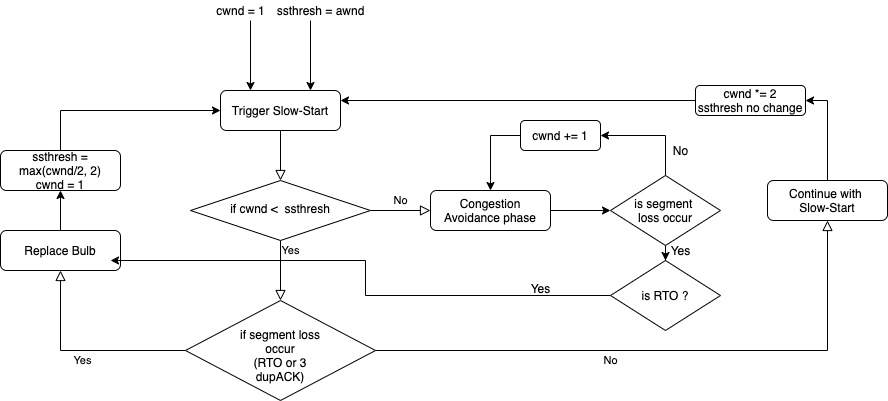 cwnd = 1
ssthresh = awnd
Trigger Slow-Start
cwnd *= 2
ssthresh no change
cwnd += 1
No
ssthresh =
max(cwnd/2, 2)
cwnd = 1
if cwnd < ssthresh
No
Congestion
Avoidance phase
is segment
loss occur
Continue with
Slow-Start
Replace Bulb
Yes
Yes
is RTO ?
Yes
if segment loss
occur
(RTO or 3
dupACK)
Yes
No